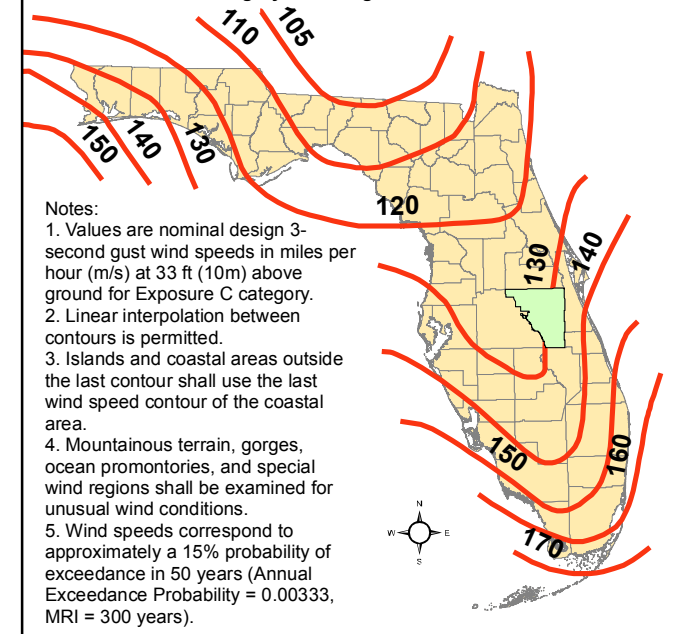 105
110
150
140
130
120
Notes:
1. Values are nominal design 3-
second gust wind speeds in miles per
hour (m/s) at 33 ft (10m) above
ground for Exposure C category.
2. Linear interpolation between
contours is permitted.
3. Islands and coastal areas outside
the last contour shall use the last
wind speed contour of the coastal
area.
4. Mountainous terrain, gorges,
ocean promontories, and special
wind regions shall be examined for
unusual wind conditions.
5. Wind speeds correspond to
approximately a 15% probability of
exceedance in 50 years (Annual
Exceedance Probability = 0.00333,
MRI = 300 years).
130
140
150
160
170
N
W E
S